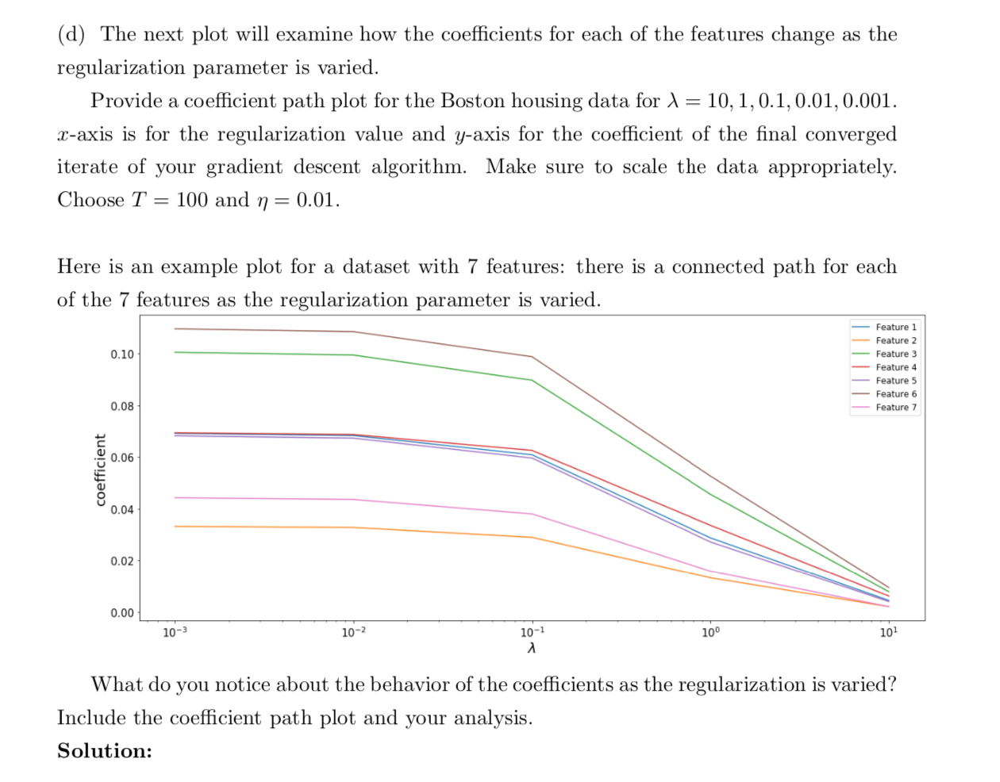 (d) The next plot will examine how the coefficients for each of the features change as the
regularization parameter is varied.
Provide a coefficient path plot for the Boston housing data for λ = 10, 1, 0.1, 0.01, 0.001.
x-axis is for the regularization value and y-axis for the coefficient of the final converged
iterate of your gradient descent algorithm. Make sure to scale the data appropriately.
Choose T = 100 and η = 0.01.
Here is an example plot for a dataset with 7 features: there is a connected path for each
of the 7 features as the regularization parameter is varied.
Feature 1
Feature 2
Feature 3
Feature 4
Feature 5
Feature 6
Feature 7
coefficient
0.10
0.08
0.06
0.04
0.02
0.00
10⁻³ 10⁻² 10⁻¹ 10⁰ 10¹
λ
What do you notice about the behavior of the coefficients as the regularization is varied?
Include the coefficient path plot and your analysis.
Solution: